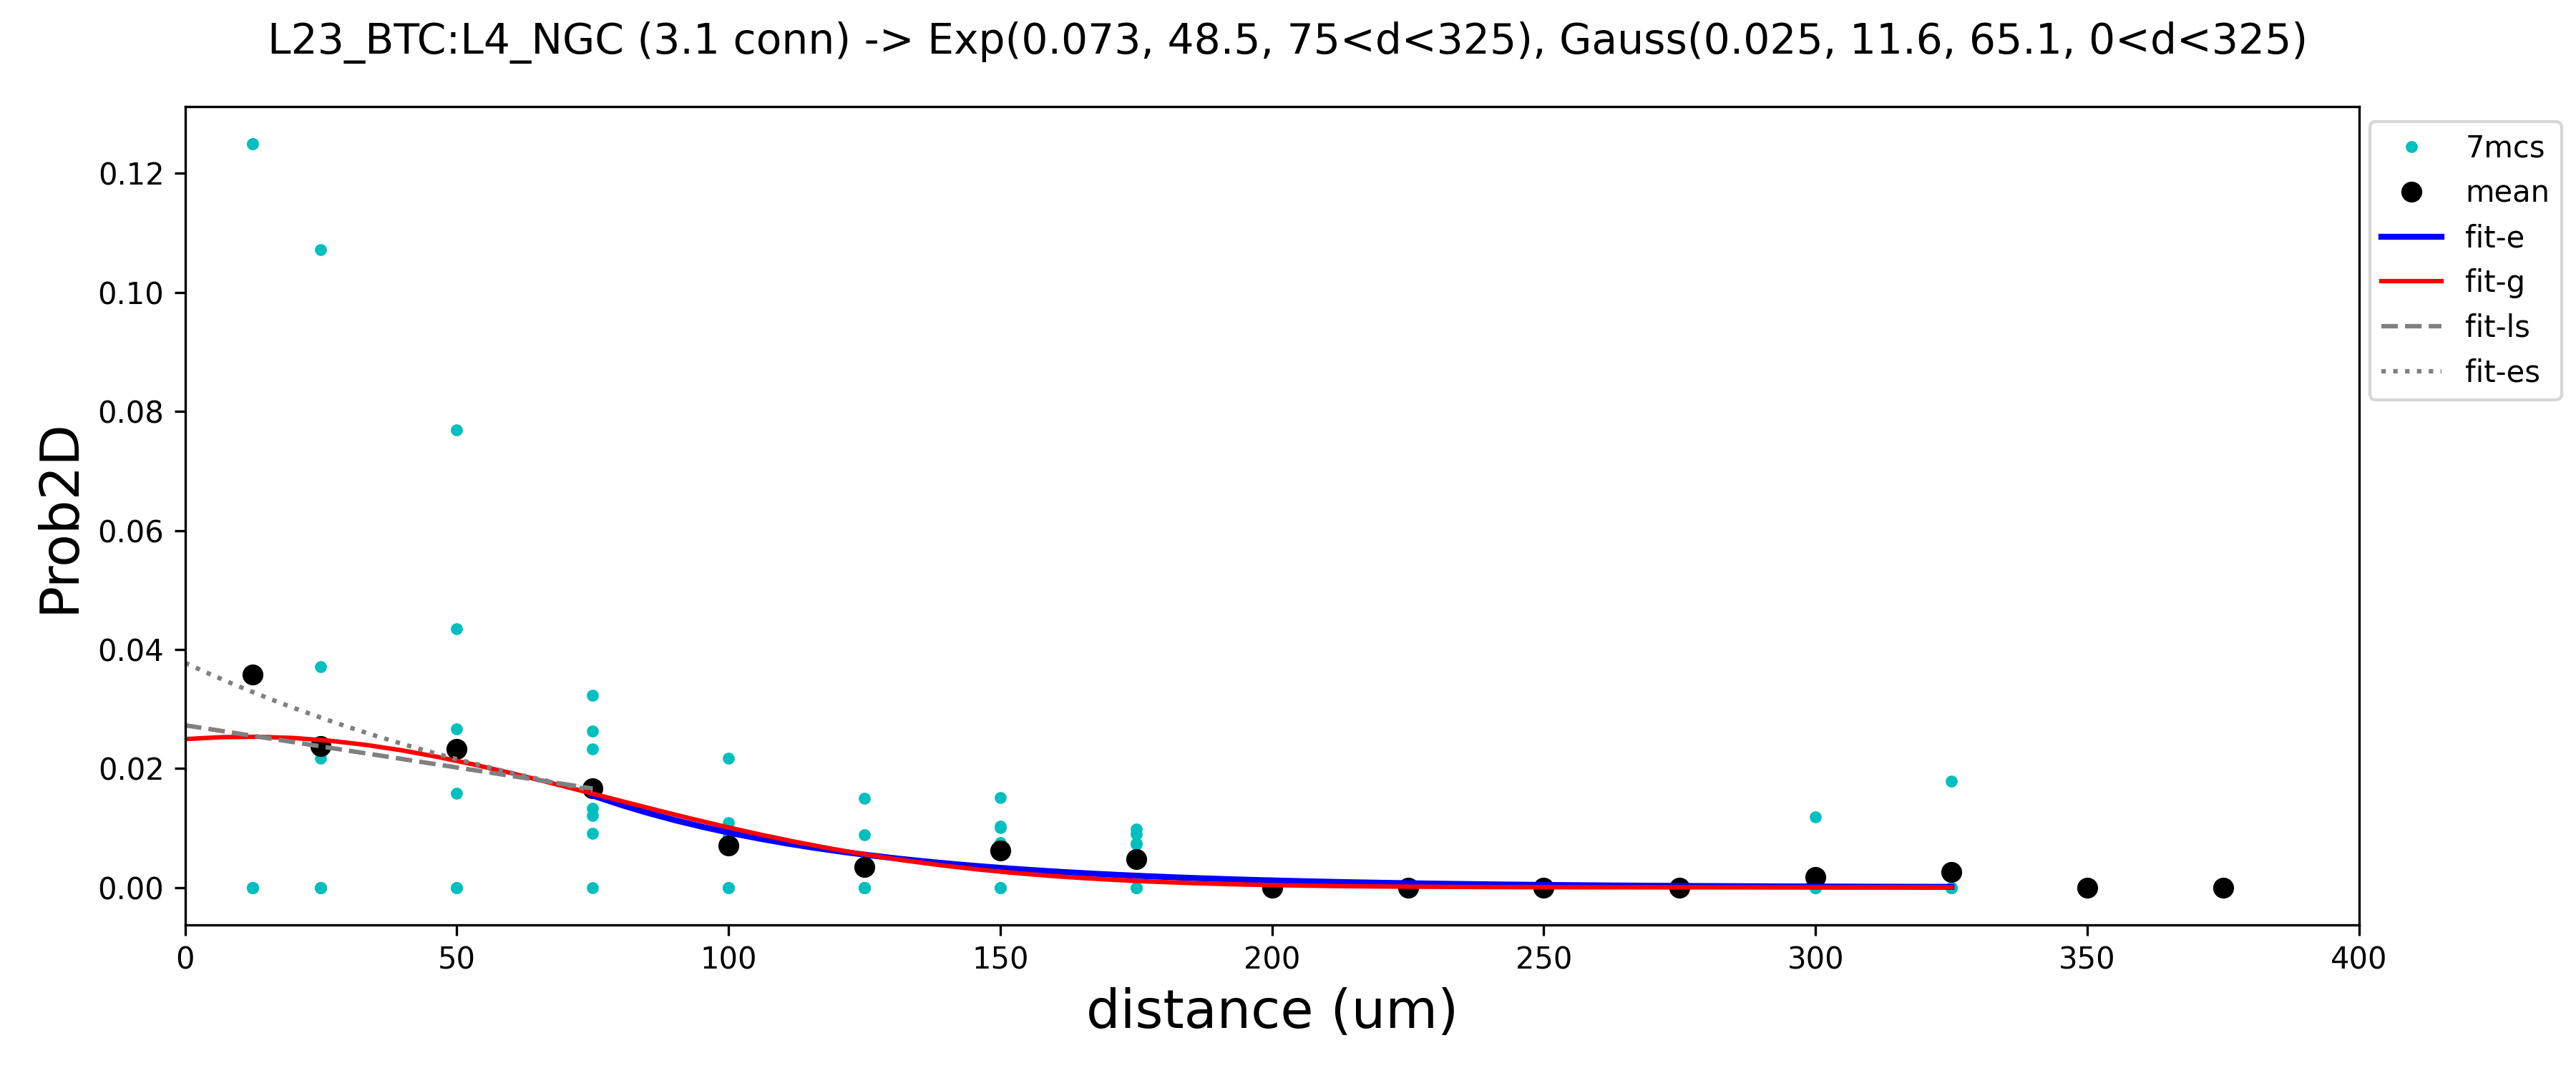 L23_BTC:L4_NGC (3.1 conn) -> Exp(0.073, 48.5, 75<d<325), Gauss(0.025, 11.6, 65.1, 0<d<325)
Prob2D
0.12
0.10
0.08
0.06
0.04
0.02
0.00
0 50 100 150 200 250 300 350 400
distance (um)
7mcs
mean
fit-e
fit-g
fit-ls
fit-es